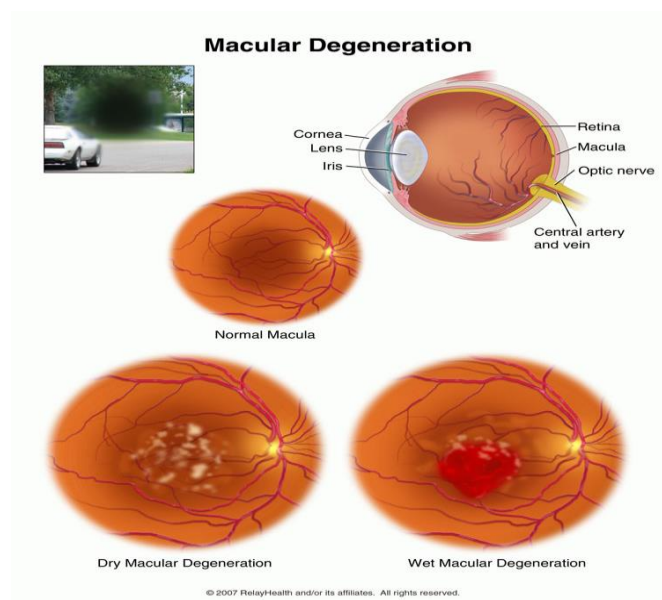 Macular Degeneration
Cornea
Lens
Iris
Retina
Macula
Optic nerve
Central artery
and vein
Normal Macula
Dry Macular Degeneration
Wet Macular Degeneration
© 2007 RelayHealth and/or its affiliates. All rights reserved.